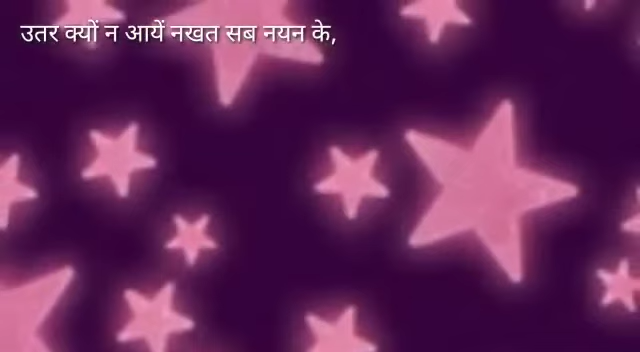 उतर क्यों न आयें नखत सब नयन के,